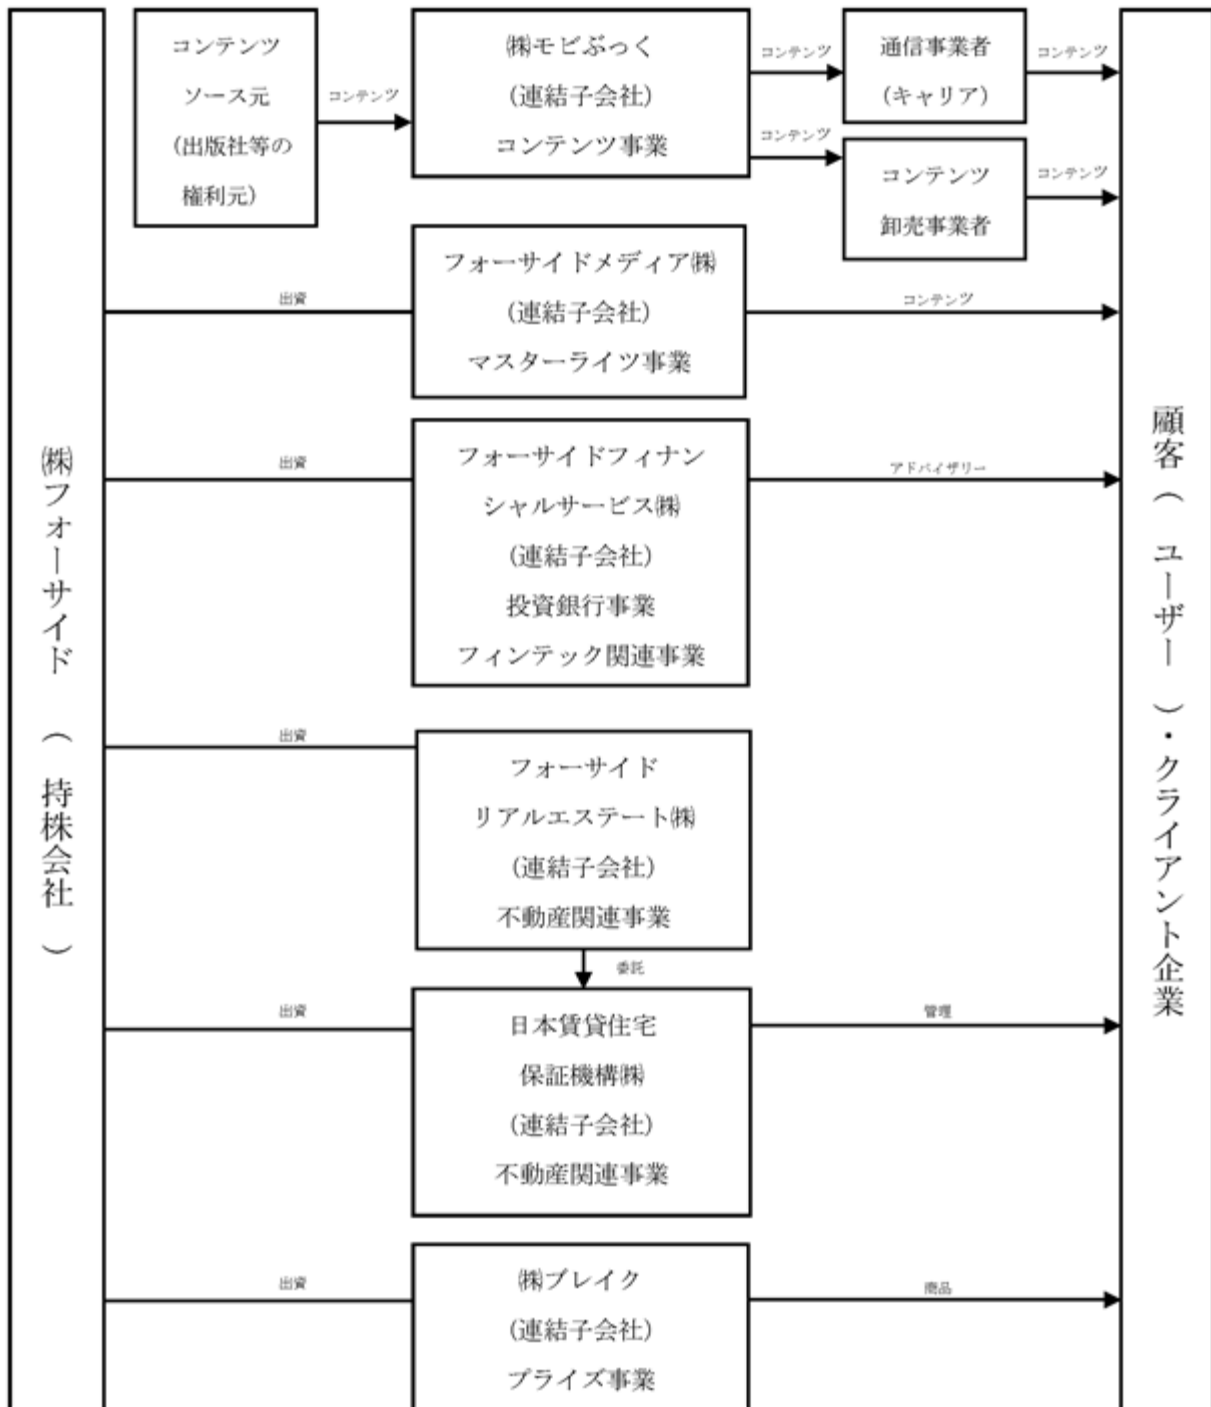 ㈱フォーサイド（持株会社）
コンテンツ
ソース元
(出版社等の
権利元)
コンテンツ
㈱モビぶっく
(連結子会社)
コンテンツ事業
コンテンツ
通信事業者
(キャリア)
コンテンツ
コンテンツ
コンテンツ
卸売事業者
コンテンツ
出資
フォーサイドメディア㈱
(連結子会社)
マスターライツ事業
コンテンツ
出資
フォーサイドフィナン
シャルサービス㈱
(連結子会社)
投資銀行事業
フィンテック関連事業
アドバイザリー
出資
フォーサイド
リアルエステート㈱
(連結子会社)
不動産関連事業
委託
出資
日本賃貸住宅
保証機構㈱
(連結子会社)
不動産関連事業
管理
出資
㈱ブレイク
(連結子会社)
プライズ事業
商品
顧客（ユーザー）・クライアント企業